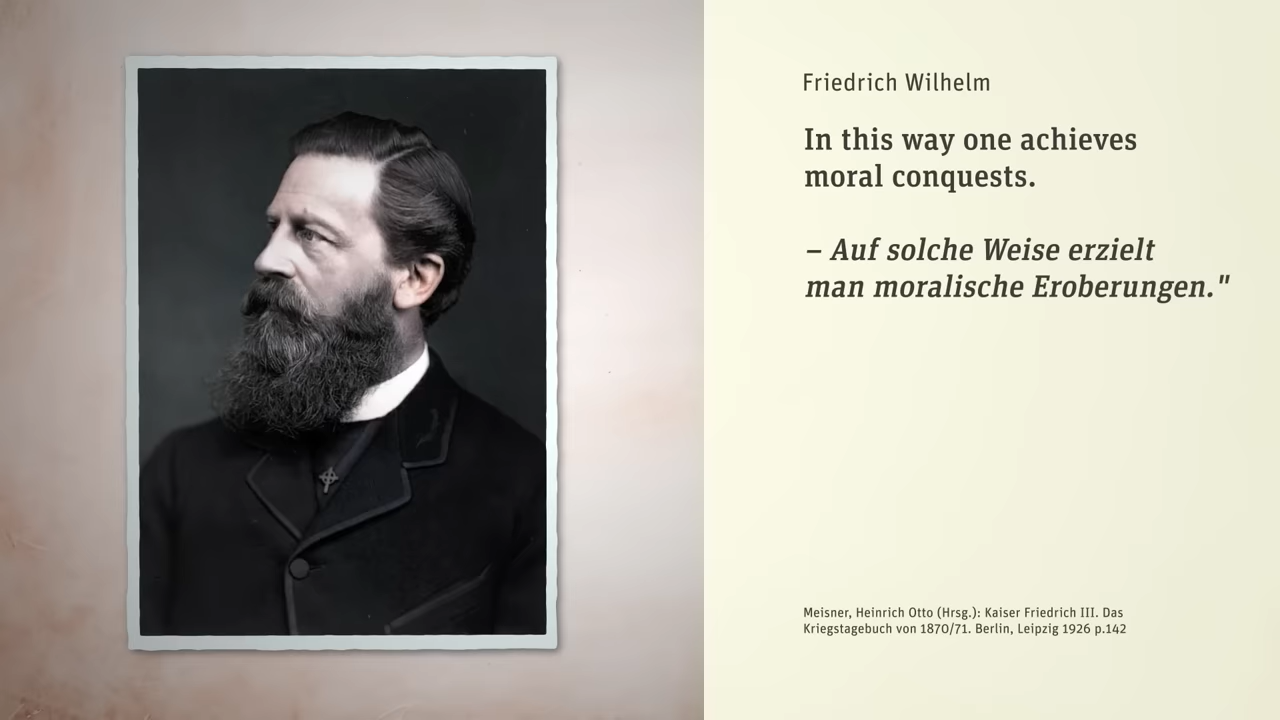 Friedrich Wilhelm
In this way one achieves
moral conquests.
– Auf solche Weise erzielt
man moralische Eroberungen."
Meisner, Heinrich Otto (Hrsg.): Kaiser Friedrich III. Das
Kriegstagebuch von 1870/71. Berlin, Leipzig 1926 p.142